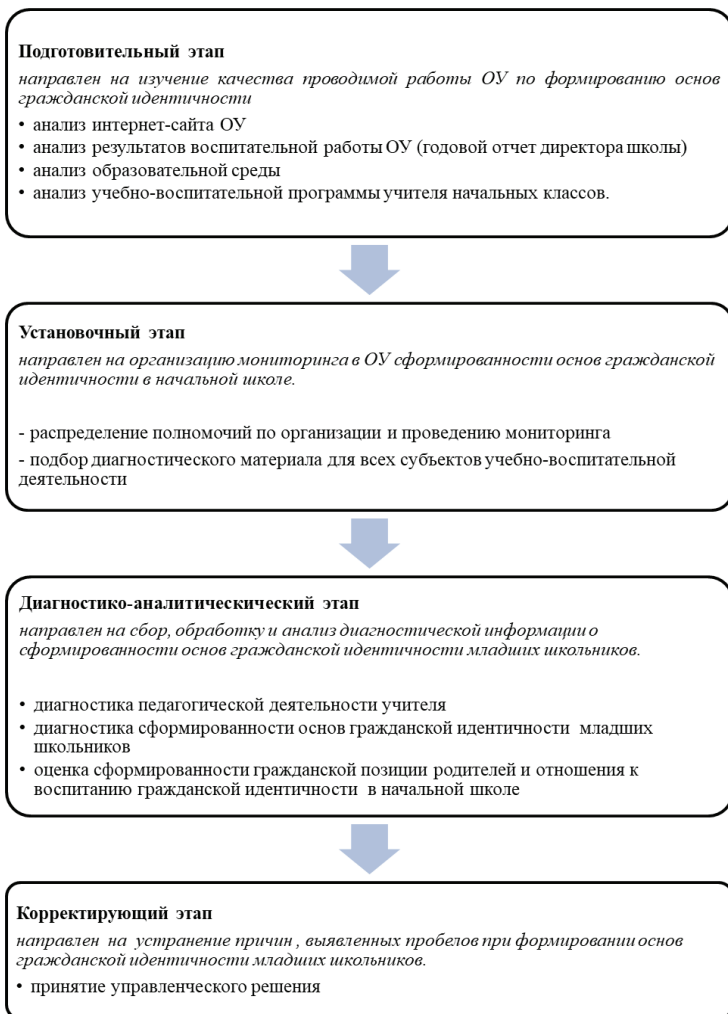 Подготовительный этап
направлен на изучение качества проводимой работы ОУ по формированию основ
гражданской идентичности
• анализ интернет-сайта ОУ
• анализ результатов воспитательной работы ОУ (годовой отчет директора школы)
• анализ образовательной среды
• анализ учебно-воспитательной программы учителя начальных классов.
Установочный этап
направлен на организацию мониторинга в ОУ сформированности основ гражданской
идентичности в начальной школе.
- распределение полномочий по организации и проведению мониторинга
- подбор диагностического материала для всех субъектов учебно-воспитательной
деятельности
Диагностико-аналитическический этап
направлен на сбор, обработку и анализ диагностической информации о
сформированности основ гражданской идентичности младших школьников.
• диагностика педагогической деятельности учителя
• диагностика сформированности основ гражданской идентичности младших
школьников
• оценка сформированности гражданской позиции родителей и отношения к
воспитанию гражданской идентичности в начальной школе
Корректирующий этап
направлен на устранение причин , выявленных пробелов при формировании основ
гражданской идентичности младших школьников.
• принятие управленческого решения